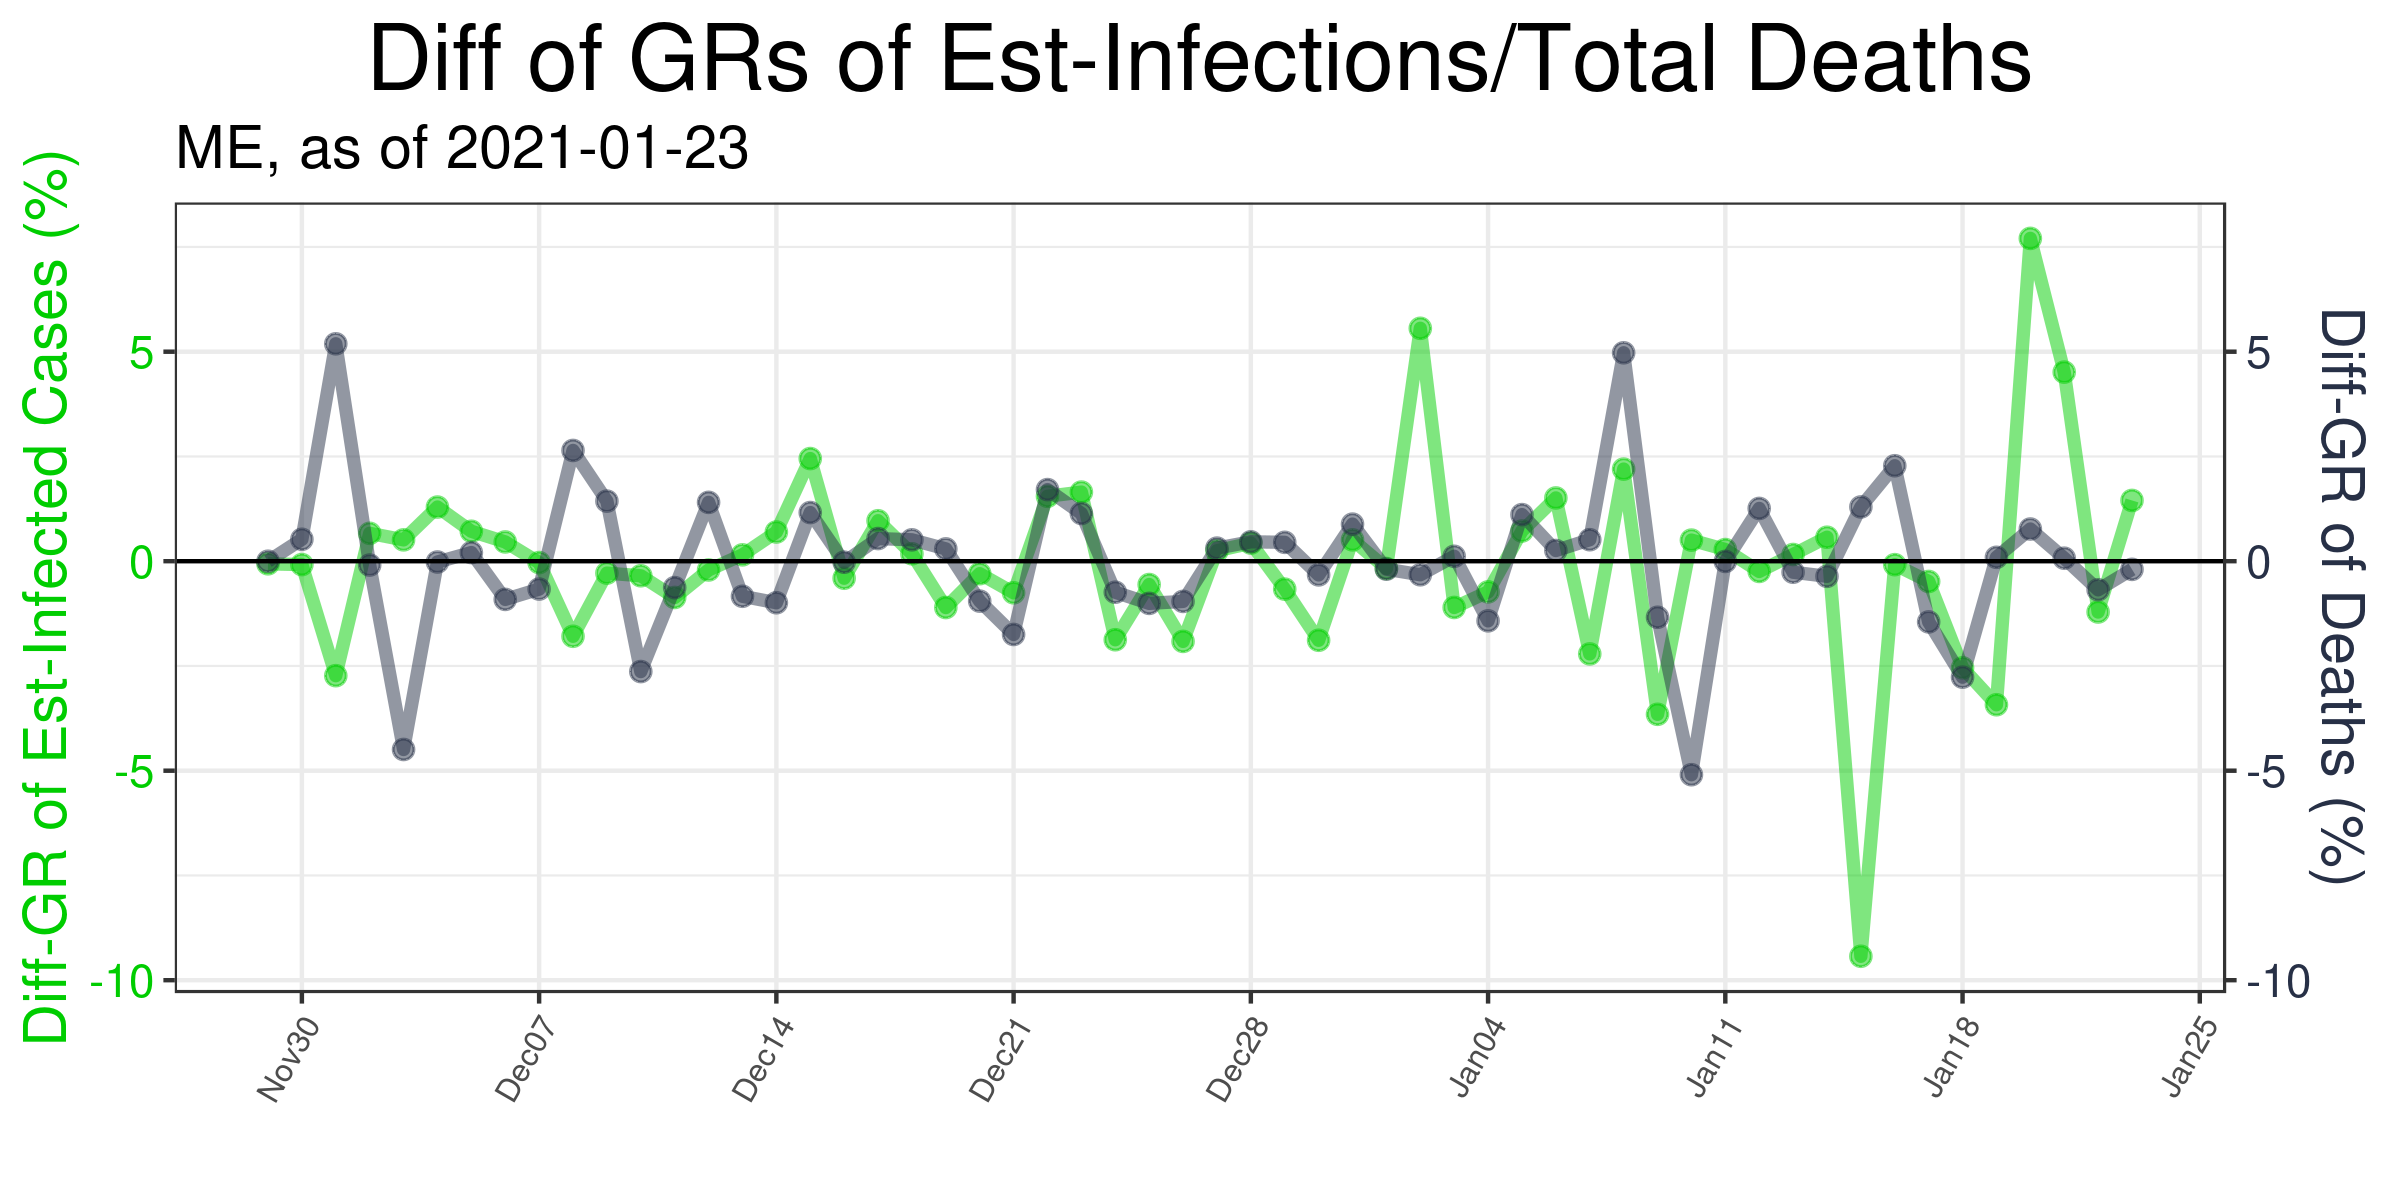 Diff of GRs of Est-Infections/Total Deaths
ME, as of 2021-01-23
Diff-GR of Est-Infected Cases (%)
5
0
-5
-10
5
0
-5
-10
Diff-GR of Deaths (%)
Nov30
Dec07
Dec14
Dec21
Dec28
Jan04
Jan11
Jan18
Jan25